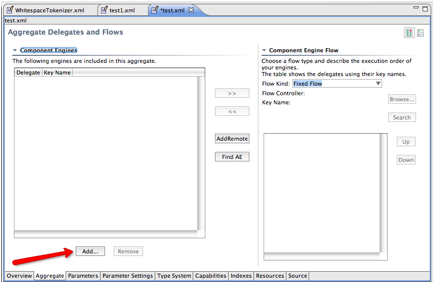 WhitespaceTokenizer.xml test1.xml *test.xml
test.xml
Aggregate Delegates and Flows
Component Engines
The following engines are included in this aggregate.
Delegate Key Name
>>
<<
AddRemote
Find AE
Add...
Remove
Component Engine Flow
Choose a flow type and describe the execution order of
your engines.
The table shows the delegates using their key names.
Flow Kind: Fixed Flow
Flow Controller:
Key Name:
Browse...
Search
Up
Down
Overview Aggregate Parameters Parameter Settings Type System Capabilities Indexes Resources Source